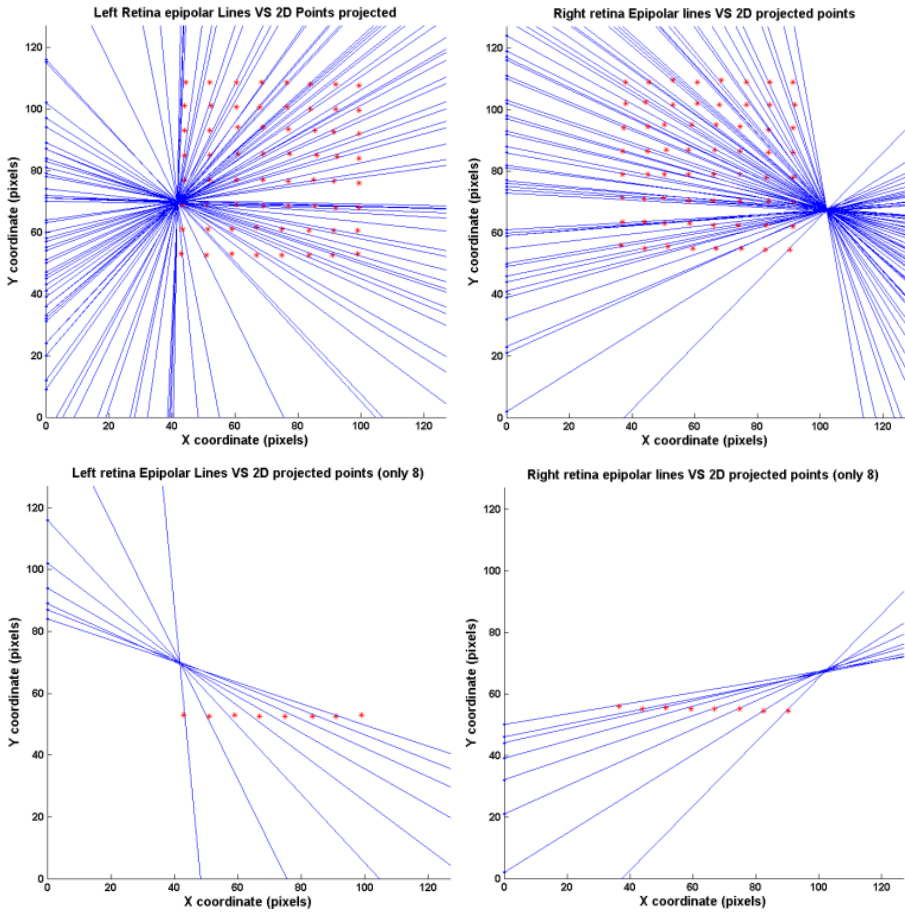 Left Retina epipolar Lines VS 2D Points projected
120
100
80
60
40
20
0
Y coordinate (pixels)
0 20 40 60 80 100 120
X coordinate (pixels)
Right retina Epipolar lines VS 2D projected points
120
100
80
60
40
20
0
Y coordinate (pixels)
0 20 40 60 80 100 120
X coordinate (pixels)
Left retina Epipolar Lines VS 2D projected points (only 8)
120
100
80
60
40
20
0
Y coordinate (pixels)
0 20 40 60 80 100 120
X coordinate (pixels)
Right retina epipolar lines VS 2D projected points (only 8)
120
100
80
60
40
20
0
Y coordinate (pixels)
0 20 40 60 80 100 120
X coordinate (pixels)